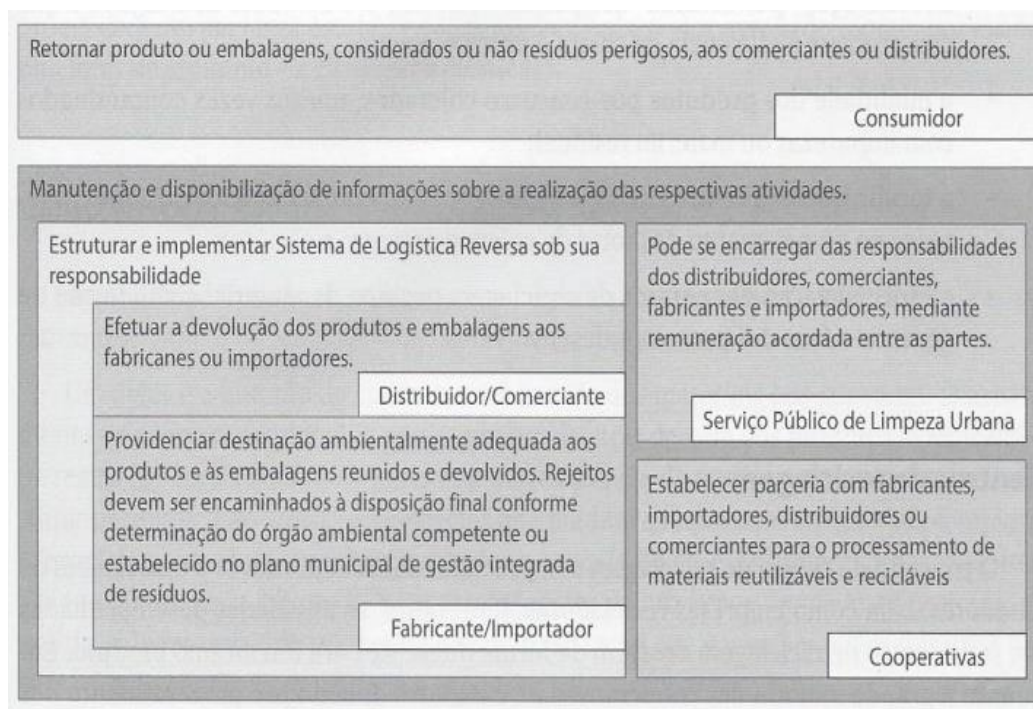 Retornar produto ou embalagens, considerados ou não resíduos perigosos, aos comerciantes ou distribuidores.
Consumidor
Manutenção e disponibilização de informações sobre a realização das respectivas atividades.
Estruturar e implementar Sistema de Logística Reversa sob sua
responsabilidade
Efetuar a devolução dos produtos e embalagens aos
fabricanes ou importadores.
Distribuidor/Comerciante
Providenciar destinação ambientalmente adequada aos
produtos e às embalagens reunidos e devolvidos. Rejeitos
devem ser encaminhados à disposição final conforme
determinação do órgão ambiental competente ou
estabelecido no plano municipal de gestão integrada
de resíduos.
Fabricante/Importador
Pode se encarregar das responsabilidades
dos distribuidores, comerciantes,
fabricantes e importadores, mediante
remuneração acordada entre as partes.
Serviço Público de Limpeza Urbana
Estabelecer parceria com fabricantes,
importadores, distribuidores ou
comerciantes para o processamento de
materiais reutilizáveis e recicláveis
Cooperativas